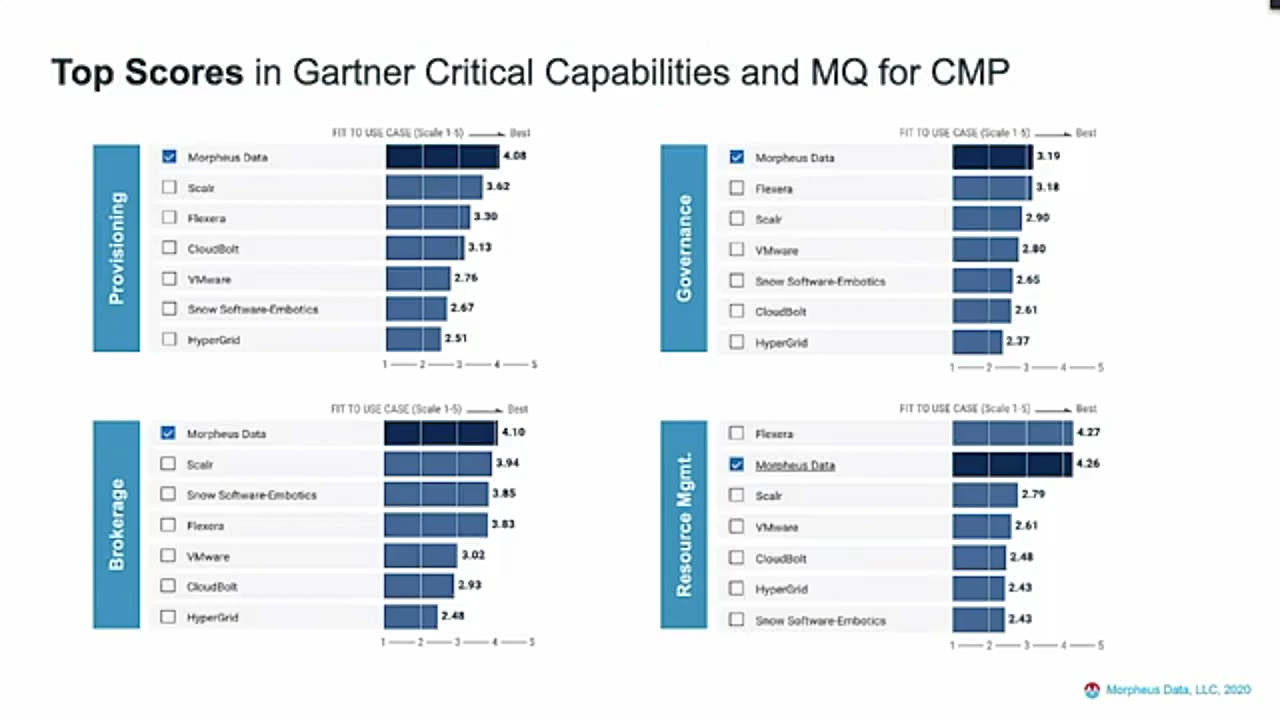 Top Scores in Gartner Critical Capabilities and MQ for CMP
Provisioning
FIT TO USE CASE (Scale 1-5) Best
Morpheus Data 4.08
Scalr 3.62
Flexera 3.30
CloudBolt 3.13
VMware 2.76
Snow Software-Embotics 2.67
HyperGrid 2.51
1 2 3 4 5
Governance
FIT TO USE CASE (Scale 1-5) Best
Morpheus Data 3.19
Flexera 3.18
Scalr 2.90
VMware 2.80
Snow Software-Embotics 2.65
CloudBolt 2.61
HyperGrid 2.37
1 2 3 4 5
Brokerage
FIT TO USE CASE (Scale 1-5) Best
Morpheus Data 4.10
Scalr 3.94
Snow Software-Embotics 3.85
Flexera 3.83
VMware 3.02
CloudBolt 2.93
HyperGrid 2.48
1 2 3 4 5
Resource Mgmt.
FIT TO USE CASE (Scale 1-5) Best
Flexera 4.27
Morpheus Data 4.26
Scalr 2.79
VMware 2.61
CloudBolt 2.48
HyperGrid 2.43
Snow Software-Embotics 2.43
1 2 3 4 5
Morpheus Data, LLC, 2020